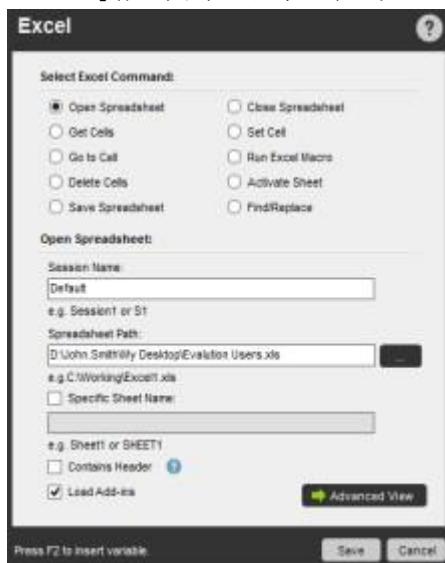 Excel
?
Select Excel Command:
Open Spreadsheet
Close Spreadsheet
Get Cells
Set Cell
Go to Cell
Run Excel Macro
Delete Cells
Activate Sheet
Save Spreadsheet
Find/Replace
Open Spreadsheet:
Session Name:
Default
e.g. Session1 or S1
Spreadsheet Path:
D:\John.Smith\My Desktop\Evalution Users.xls
...
e.g.C:\Working\Excel1.xls
Specific Sheet Name:
e.g. Sheet1 or SHEET1
Contains Header ?
Load Add-ins
Advanced View
Press F2 to insert variable.
Save Cancel